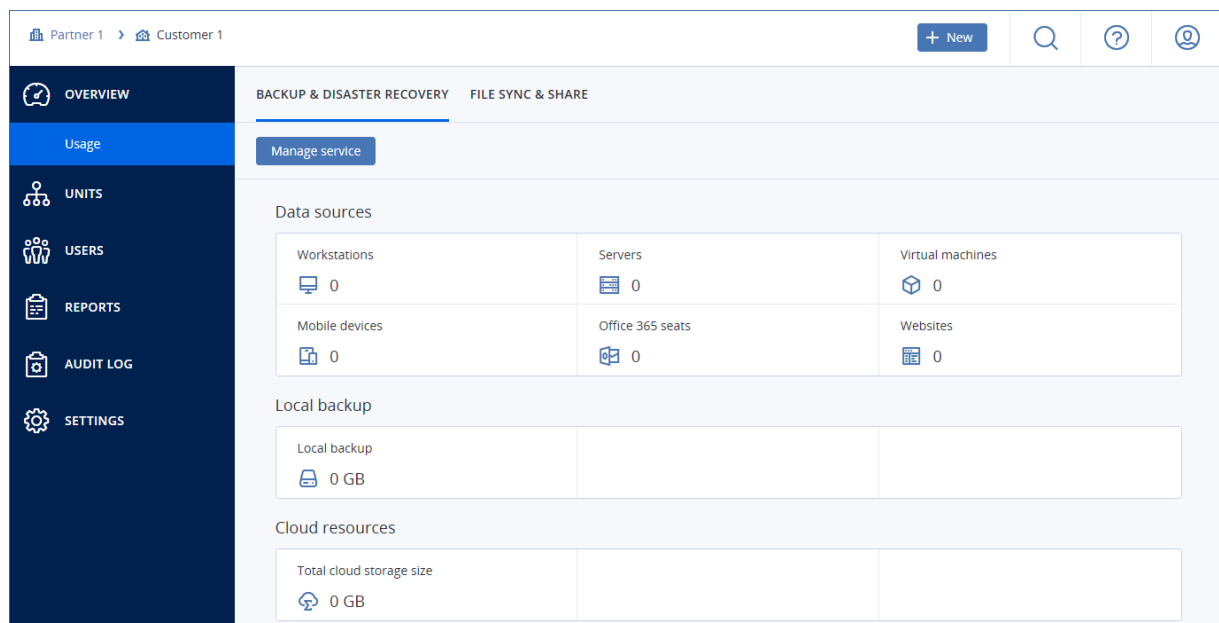 Partner 1 > Customer 1
+ New
OVERVIEW
Usage
UNITS
USERS
REPORTS
AUDIT LOG
SETTINGS
BACKUP & DISASTER RECOVERY FILE SYNC & SHARE
Manage service
Data sources
Workstations Servers Virtual machines
0 0 0
Mobile devices Office 365 seats Websites
0 0 0
Local backup
Local backup
0 GB
Cloud resources
Total cloud storage size
0 GB